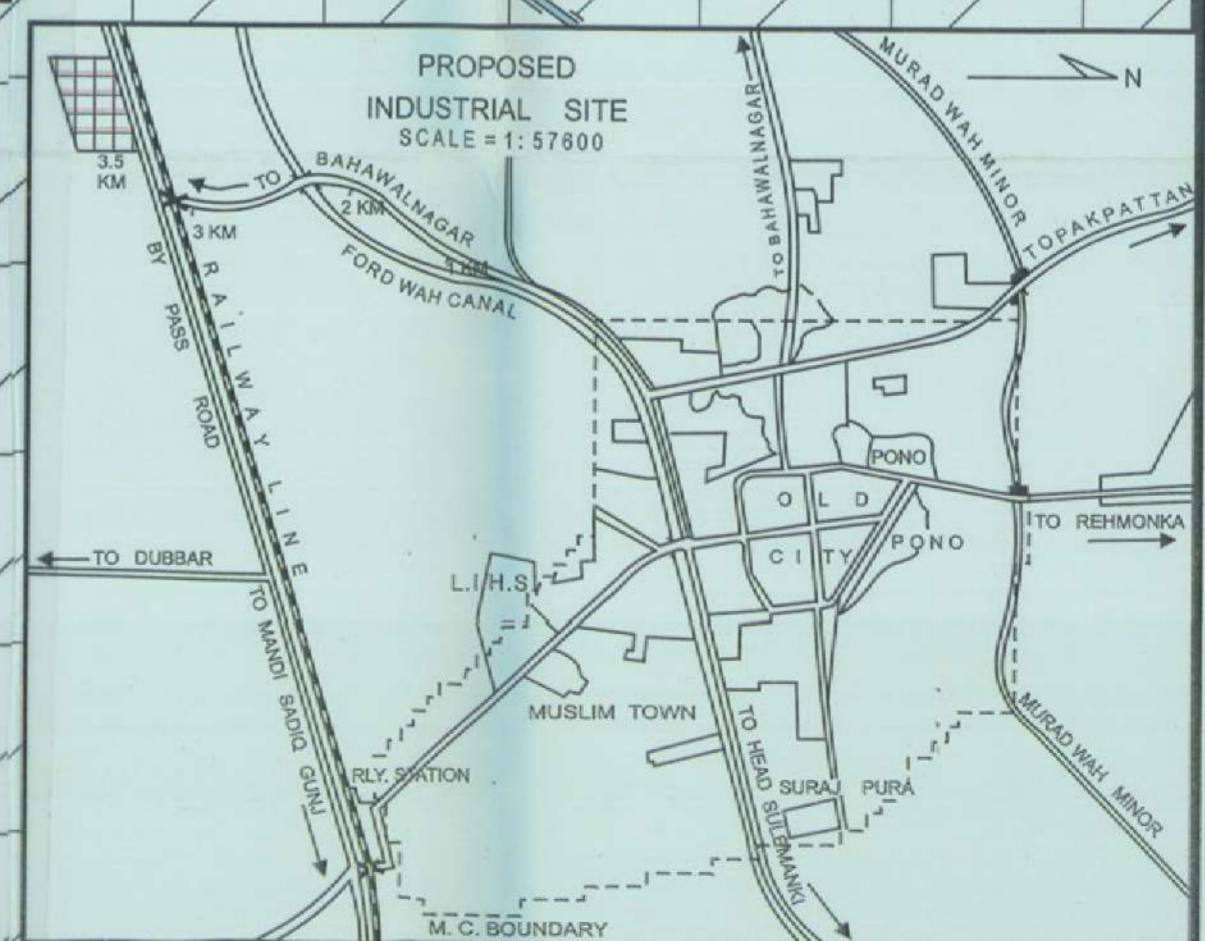 PROPOSED
INDUSTRIAL SITE
SCALE = 1: 57600
N
MURAD WAH MINOR
TO BAHAWALNAGAR
TOPAKPATTAN
3.5
KM
TO BAHAWALNAGAR
2 KM
3 KM
1 KM
FORD WAH CANAL
BY PASS ROAD
RAILWAY LINE
PONO
OLD
CITY
PONO
TO REHMONKA
TO DUBBAR
L.I.H.S
TO MANDI SADIQ GUNJ
MUSLIM TOWN
TO HEAD SULEMANKI
MURAD WAH MINOR
RLY. STATION
SURAJ PURA
M. C. BOUNDARY